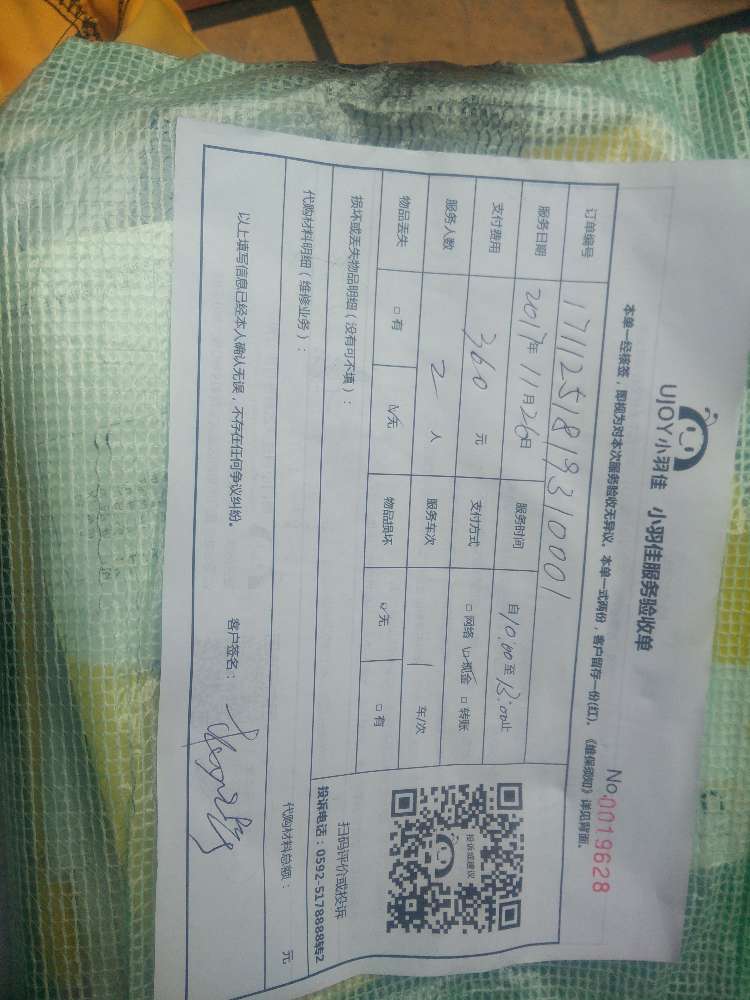 UJOY小羽佳 小羽佳服务验收单
No 0019628
本单一经核签，即视为对本次服务验收无异议。本单一式两份，客户留存一份(红)。《维保须知》详见背面。
订单编号 1711251819310001
服务日期 2017年11月26日 服务时间 自10:00至13:00止
支付费用 360 元 支付方式 □网络 ☑现金 □转账
服务人数 2 人 服务车次 1 车/次
物品丢失 □有 ☑无 物品损坏 ☑无 □有
损坏或丢失物品明细（没有可不填）：
投诉或建议
扫码评价或投诉
投诉电话：0592-5178888转2
代购材料明细（维修业务）：
代购材料总额： 元
以上填写信息已经本人确认无误，不存在任何争议纠纷。 客户签名：